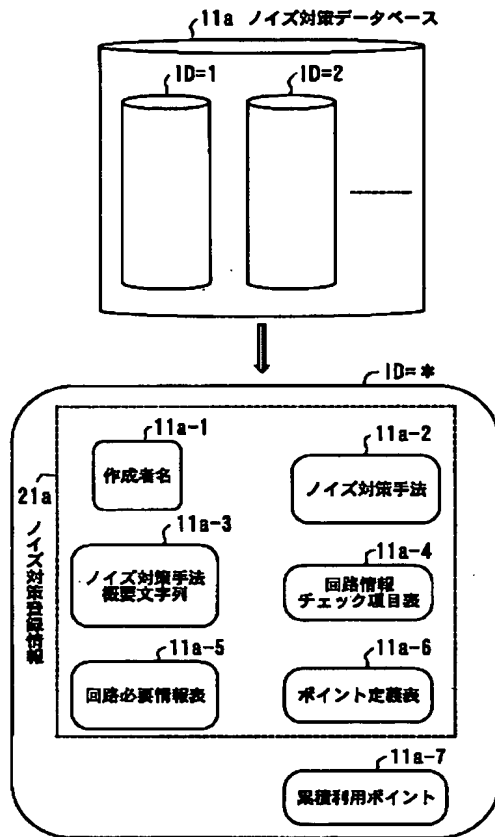 11a ノイズ対策データベース
ID=1
ID=2
ID=*
21a
ノイズ対策登録情報
11a-1
作成者名
11a-2
ノイズ対策手法
11a-3
ノイズ対策手法
概要文字列
11a-4
回路情報
チェック項目表
11a-5
回路必要情報表
11a-6
ポイント定義表
11a-7
累積利用ポイント